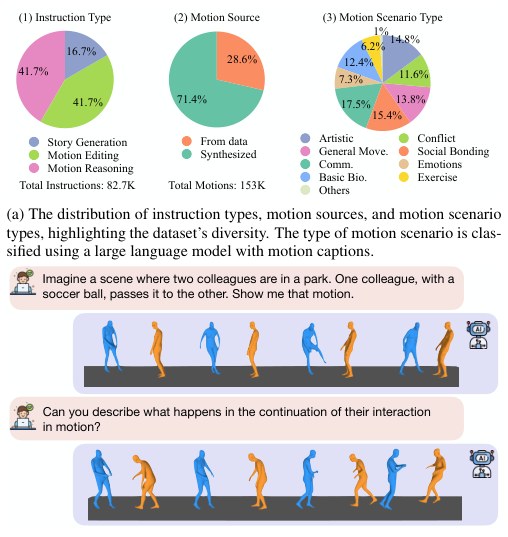 (1) Instruction Type
(2) Motion Source
(3) Motion Scenario Type
16.7%
41.7%
41.7%
28.6%
71.4%
1%
14.8%
6.2%
12.4%
11.6%
7.3%
13.8%
17.5%
15.4%
Story Generation
Motion Editing
Motion Reasoning
Total Instructions: 82.7K
From data
Synthesized
Total Motions: 153K
Artistic
Conflict
General Move.
Social Bonding
Comm.
Emotions
Basic Bio.
Exercise
Others
(a) The distribution of instruction types, motion sources, and motion scenario
types, highlighting the dataset's diversity. The type of motion scenario is clas-
sified using a large language model with motion captions.
Imagine a scene where two colleagues are in a park. One colleague, with a
soccer ball, passes it to the other. Show me that motion.
AI
Can you describe what happens in the continuation of their interaction
in motion?
AI